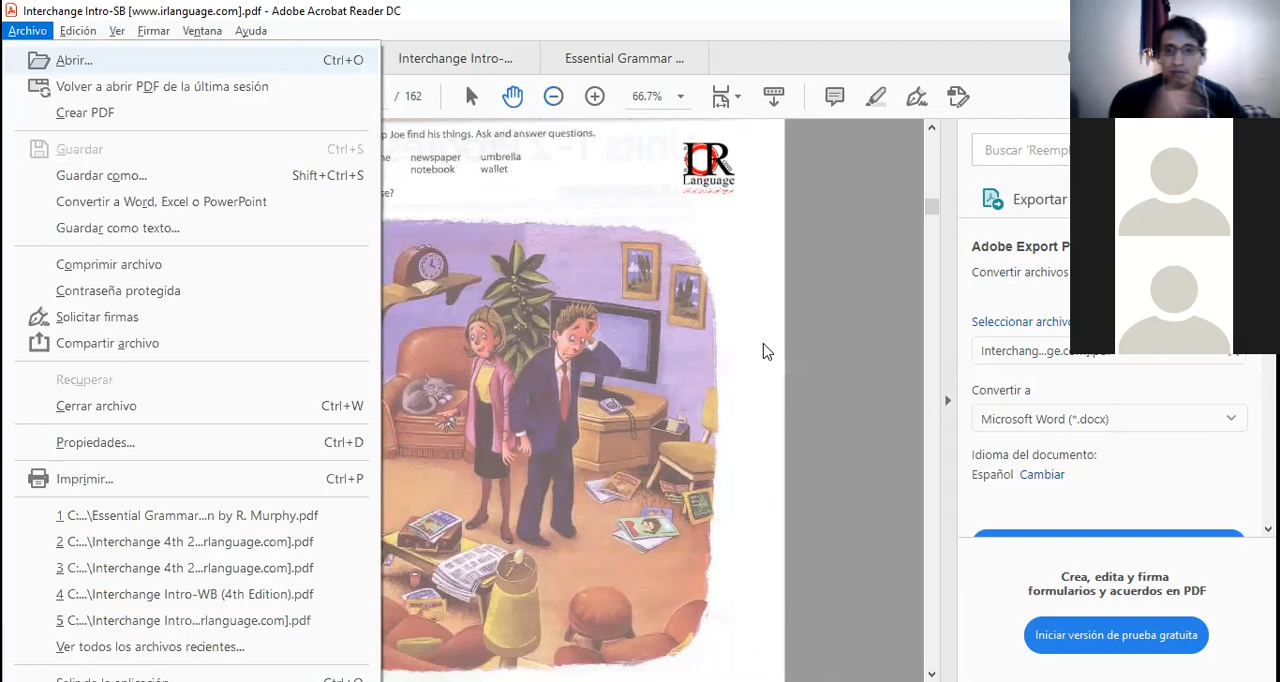 Interchange Intro-SB [www.irlanguage.com].pdf - Adobe Acrobat Reader DC
Archivo Edición Ver Firmar Ventana Ayuda
Interchange Intro-... Essential Grammar ...
/ 162 66.7%
Abrir... Ctrl+O
Volver a abrir PDF de la última sesión
Crear PDF
Guardar Ctrl+S
Guardar como... Shift+Ctrl+S
Convertir a Word, Excel o PowerPoint
Guardar como texto...
Comprimir archivo
Contraseña protegida
Solicitar firmas
Compartir archivo
Recuperar
Cerrar archivo Ctrl+W
Propiedades... Ctrl+D
Imprimir... Ctrl+P
1 C:...\Essential Grammar...n by R. Murphy.pdf
2 C:...\Interchange 4th 2...rlanguage.com].pdf
3 C:...\Interchange 4th 2...rlanguage.com].pdf
4 C:...\Interchange Intro-WB (4th Edition).pdf
5 C:...\Interchange Intro...rlanguage.com].pdf
Ver todos los archivos recientes...
Joe find his things. Ask and answer questions.
newspaper umbrella
notebook wallet
Language
Buscar 'Reempl
Exportar
Adobe Export P
Convertir archivos
Seleccionar archiv
Interchang...ge.co
Convertir a
Microsoft Word (*.docx)
Idioma del documento:
Español Cambiar
Crea, edita y firma
formularios y acuerdos en PDF
Iniciar versión de prueba gratuita